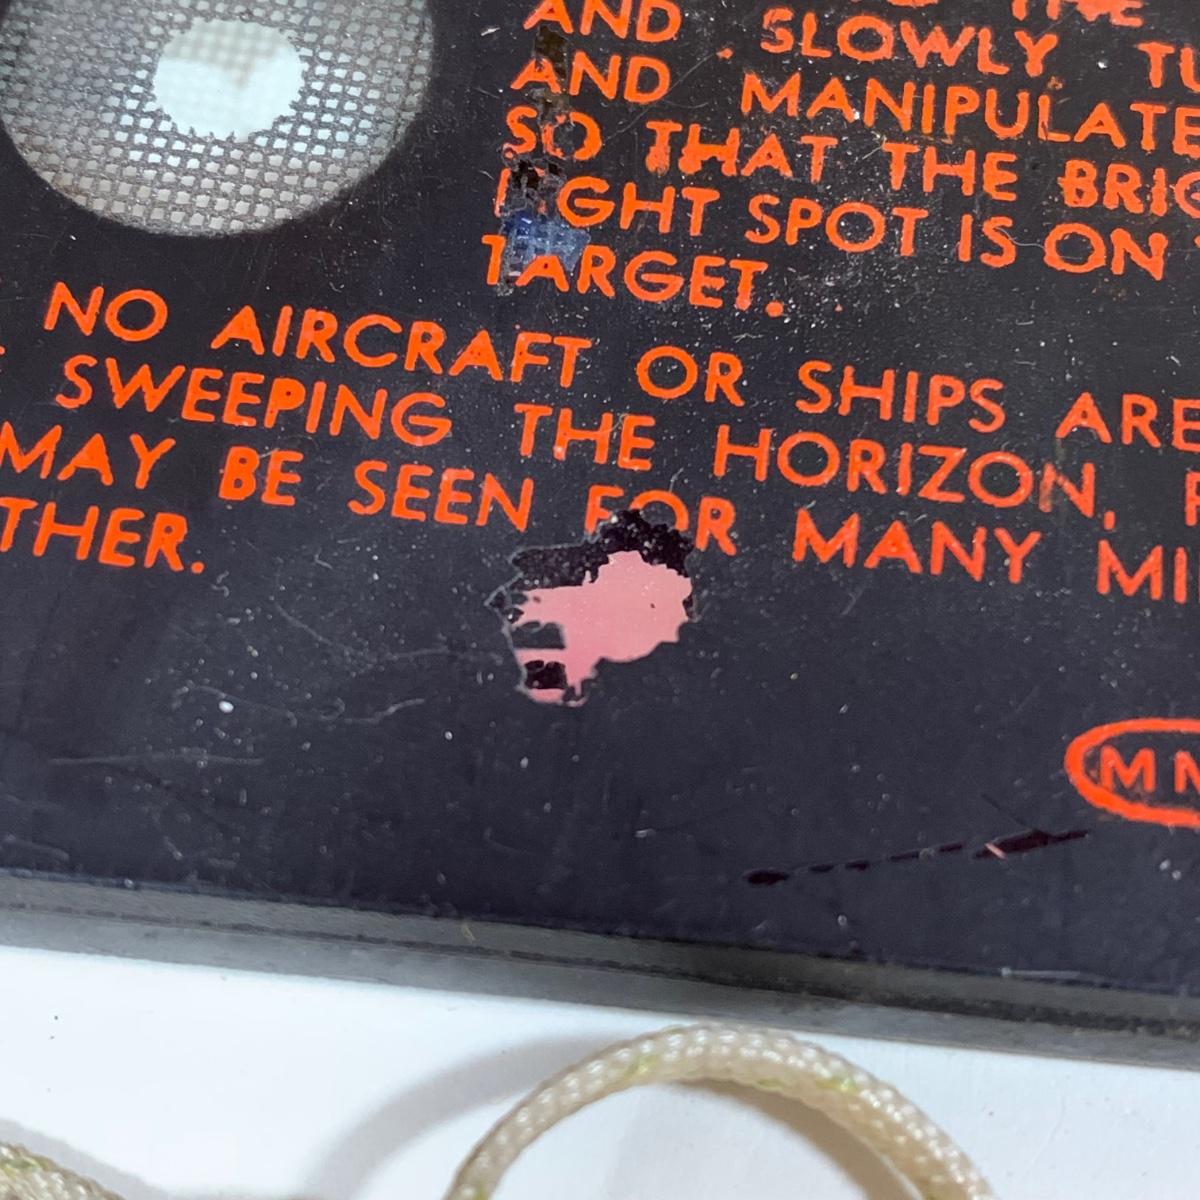 AND SLOWLY
AND MANIPULATE
SO THAT THE
LIGHT SPOT IS ON
TARGET.
NO AIRCRAFT OR SHIPS ARE
SWEEPING THE HORIZON,
MAY BE SEEN FOR MANY
THER.